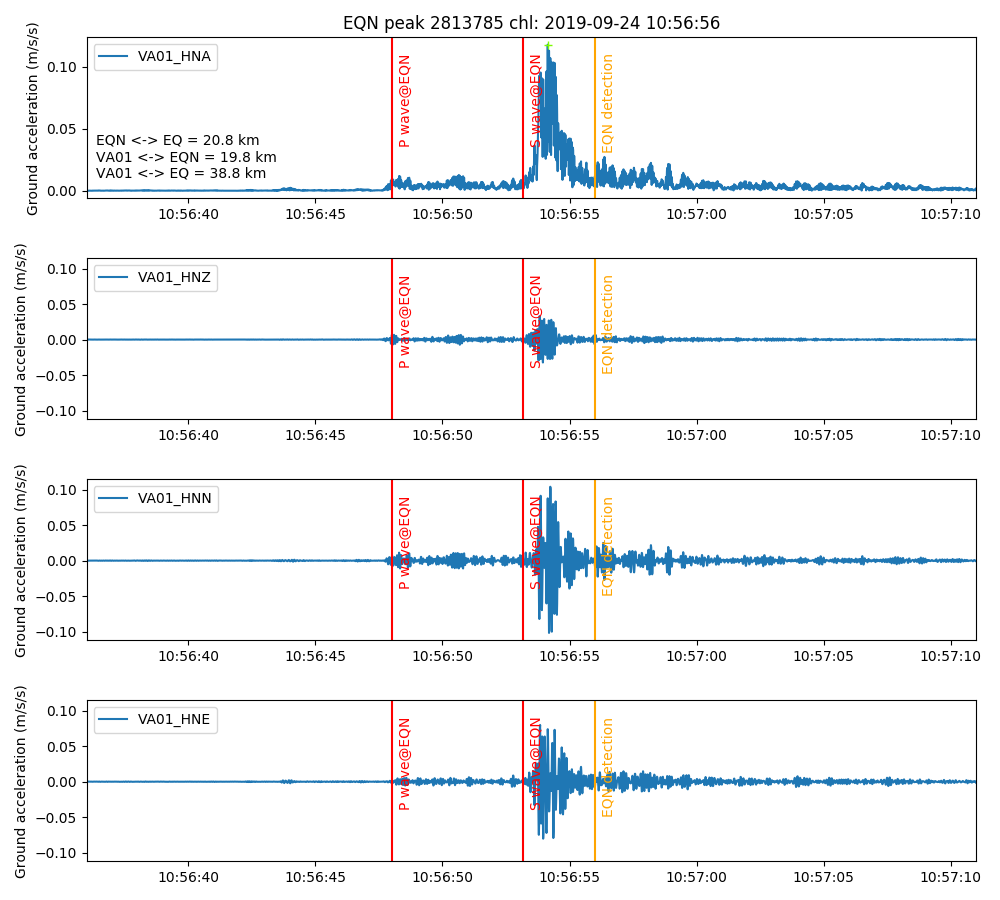 EQN peak 2813785 chl: 2019-09-24 10:56:56
Ground acceleration (m/s/s)
0.10
0.05
0.00
VA01_HNA
EQN <-> EQ = 20.8 km
VA01 <-> EQN = 19.8 km
VA01 <-> EQ = 38.8 km
P wave@EQN
S wave@EQN
EQN detection
10:56:40 10:56:45 10:56:50 10:56:55 10:57:00 10:57:05 10:57:10
Ground acceleration (m/s/s)
0.10
0.05
0.00
−0.05
−0.10
VA01_HNZ
P wave@EQN
S wave@EQN
EQN detection
10:56:40 10:56:45 10:56:50 10:56:55 10:57:00 10:57:05 10:57:10
Ground acceleration (m/s/s)
0.10
0.05
0.00
−0.05
−0.10
VA01_HNN
P wave@EQN
S wave@EQN
EQN detection
10:56:40 10:56:45 10:56:50 10:56:55 10:57:00 10:57:05 10:57:10
Ground acceleration (m/s/s)
0.10
0.05
0.00
−0.05
−0.10
VA01_HNE
P wave@EQN
S wave@EQN
EQN detection
10:56:40 10:56:45 10:56:50 10:56:55 10:57:00 10:57:05 10:57:10